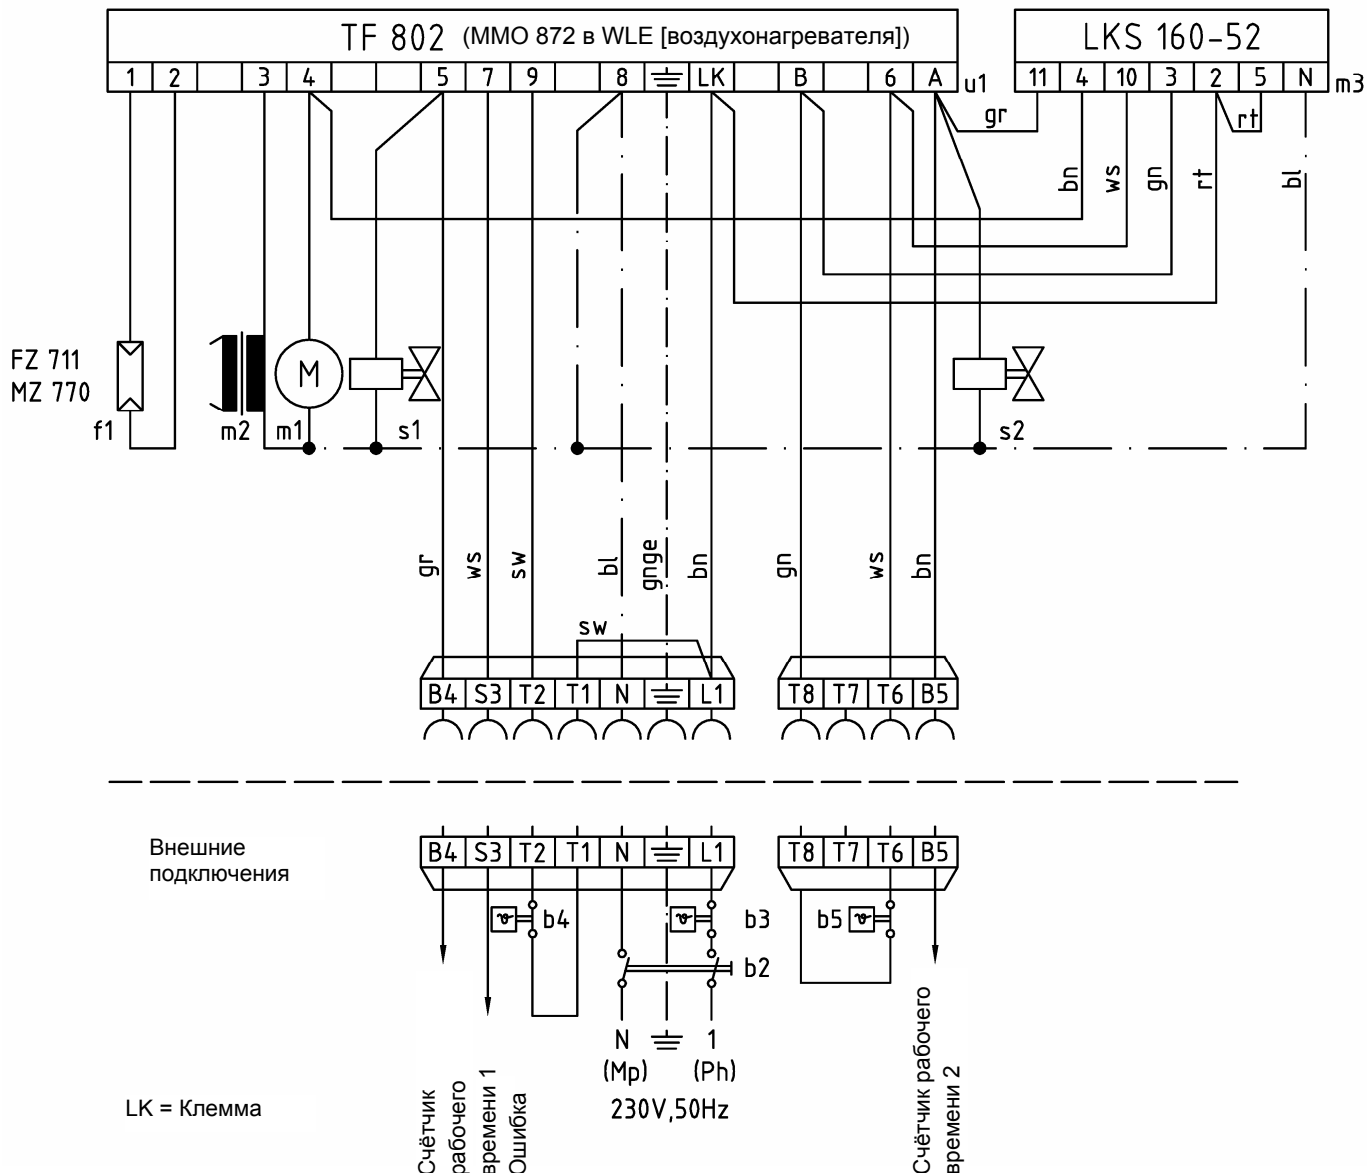 TF 802 (MMO 872 в WLE [воздухонагревателя])
LKS 160-52
1 2 3 4 5 7 9 8 LK B 6 A u1
11 4 10 3 2 5 N m3
gr
rt
bn ws gn rt bl
FZ 711
MZ 770
f1 m2 m1 s1 s2
gr ws sw bl gnge bn gn ws bn
sw
B4 S3 T2 T1 N L1
T8 T7 T6 B5
Внешние
подключения
B4 S3 T2 T1 N L1
T8 T7 T6 B5
b4 b3 b5
b2
N 1
(Mp) (Ph)
230V,50Hz
LK = Клемма
Счётчик
рабочего
времени 1
Ошибка
Счётчик рабочего
времени 2